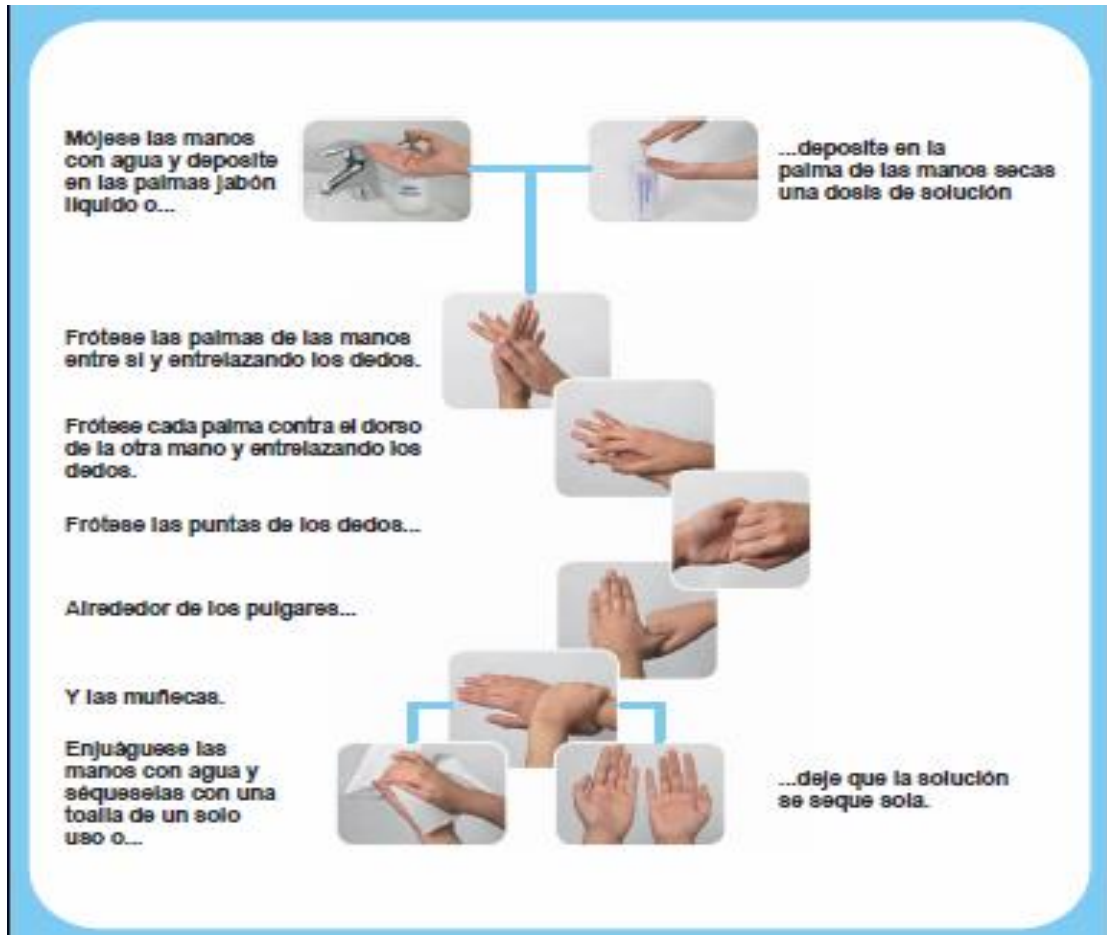 Mójese las manos
con agua y deposite
en las palmas jabón
líquido o...
...deposite en la
palma de las manos secas
una dosis de solución
Frótese las palmas de las manos
entre sí y entrelazando los dedos.
Frótese cada palma contra el dorso
de la otra mano y entrelazando los
dedos.
Frótese las puntas de los dedos...
Alrededor de los pulgares...
Y las muñecas.
Enjuáguese las
manos con agua y
séqueselas con una
toalla de un solo
uso o...
...deje que la solución
se seque sola.